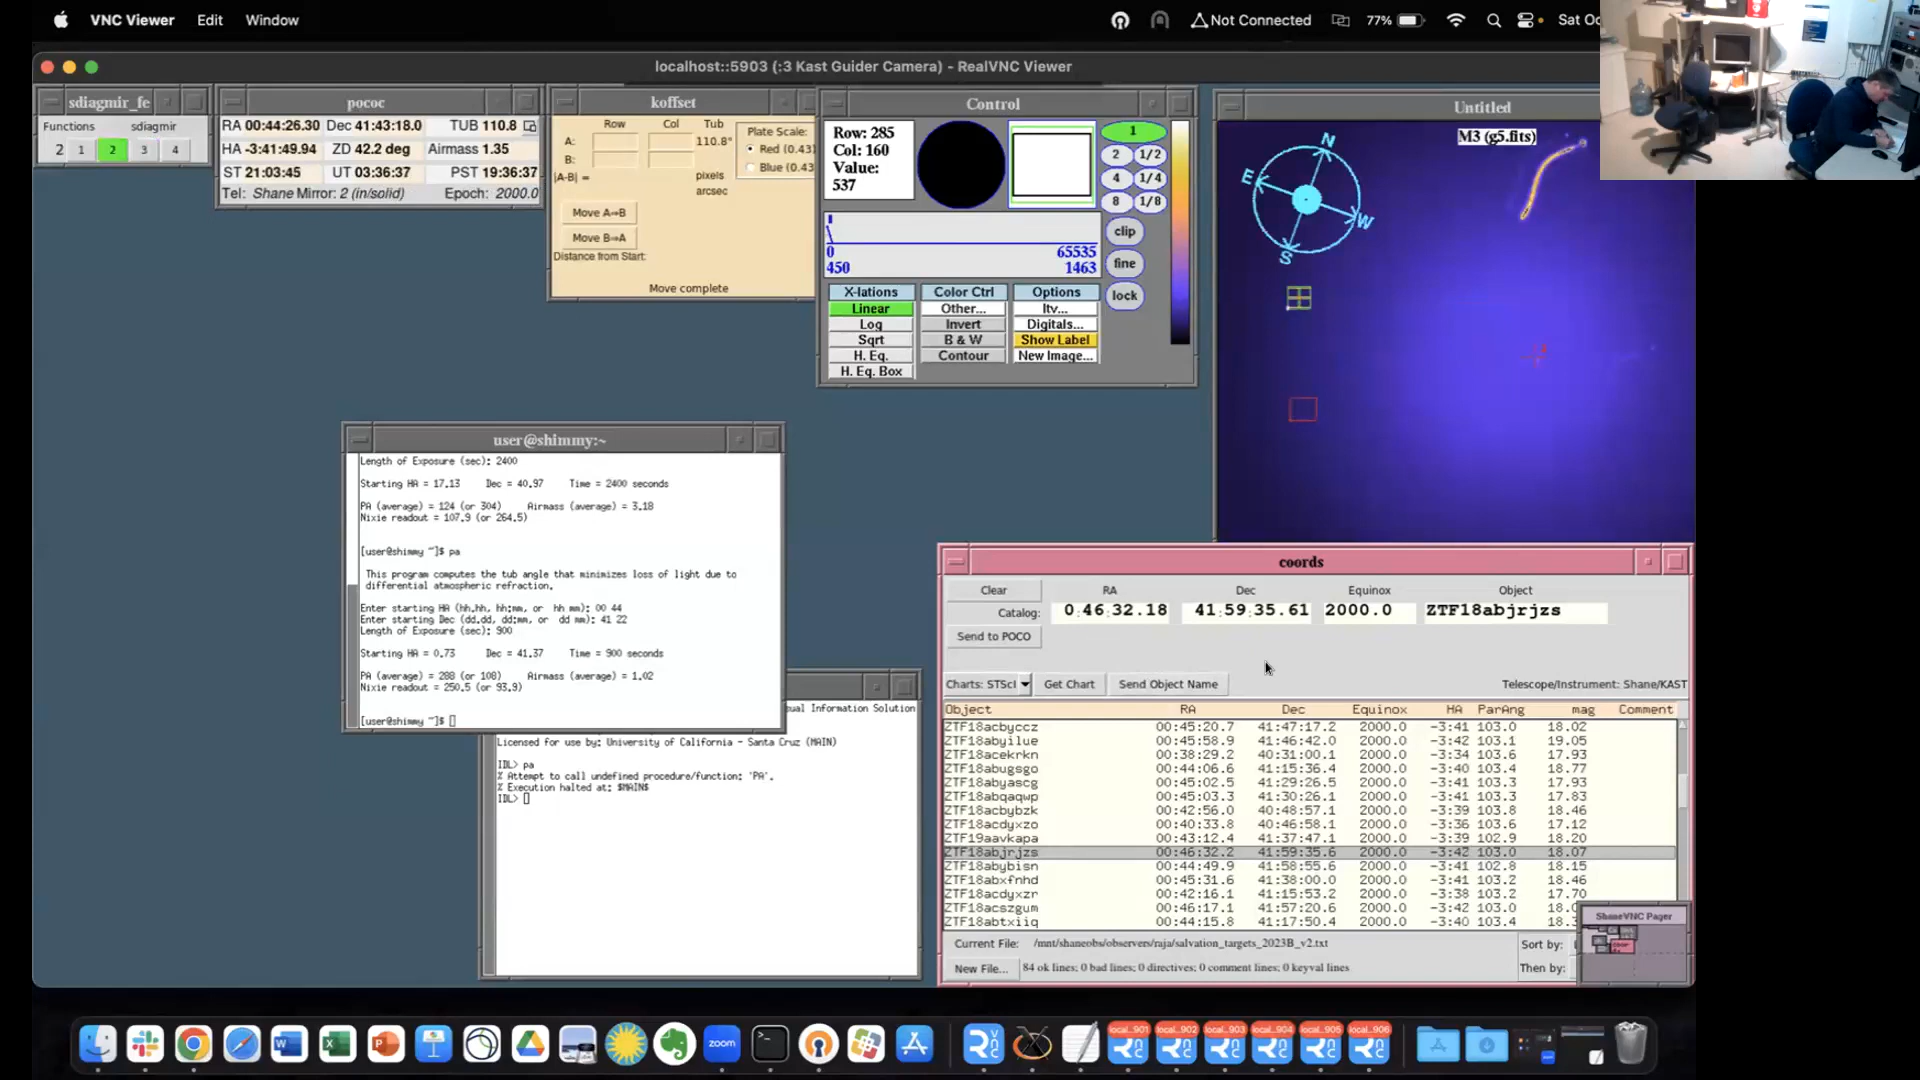 VNC Viewer Edit Window
Not Connected 77% Sat Oc
localhost::5903 (:3 Kast Guider Camera) - RealVNC Viewer
sdiagmir_fe
Functions sdiagmir
2 1 2 3 4
pococ
RA 00:44:26.30 Dec 41:43:18.0 TUB 110.8
HA -3:41:49.94 ZD 42.2 deg Airmass 1.35
ST 21:03:45 UT 03:36:37 PST 19:36:37
Tel: Shane Mirror: 2 (in/solid) Epoch: 2000.0
koffset
Row Col Tub
A: 110.8°
B:
|A-B| = pixels
arcsec
Plate Scale:
Red (0.43)
Blue (0.43
Move A⇒B
Move B⇒A
Distance from Start:
Move complete
Control
Row: 285
Col: 160
Value:
537
1
2 1/2
4 1/4
8 1/8
clip
fine
lock
0 65535
450 1463
X-lations Color Ctrl Options
Linear Other... Itv...
Log Invert Digitals...
Sqrt B & W Show Label
H. Eq. Contour New Image...
H. Eq. Box
Untitled
M3 (g5.fits)
N
E
W
S
user@shimmy:~
Length of Exposure (sec): 2400
Starting HA = 17.13 Dec = 40.97 Time = 2400 seconds
PA (average) = 124 (or 304) Airmass (average) = 3.18
Nixie readout = 107.9 (or 264.5)
[user@shimmy ~]$ pa
This program computes the tub angle that minimizes loss of light due to
differential atmospheric refraction.
Enter starting HA (hh.hh, hh:mm, or hh mm): 00 44
Enter starting Dec (dd.dd, dd:mm, or dd mm): 41 22
Length of Exposure (sec): 900
Starting HA = 0.73 Dec = 41.37 Time = 900 seconds
PA (average) = 288 (or 108) Airmass (average) = 1.02
Nixie readout = 250.5 (or 93.9)
[user@shimmy ~]$
sual Information Solution
Licensed for use by: University of California - Santa Cruz (MAIN)
IDL> pa
% Attempt to call undefined procedure/function: 'PA'.
% Execution halted at: $MAIN$
IDL>
coords
Clear RA Dec Equinox Object
Catalog: 0:46:32.18 41:59:35.61 2000.0 ZTF18abjrjzs
Send to POCO
Charts: STScI Get Chart Send Object Name Telescope/Instrument: Shane/KAST
Object RA Dec Equinox HA ParAng mag Comment
ZTF18acbyccz 00:45:20.7 41:47:17.2 2000.0 -3:41 103.0 18.02
ZTF18abyilue 00:45:58.9 41:46:42.0 2000.0 -3:42 103.1 19.05
ZTF18acekrkn 00:38:29.2 40:31:00.1 2000.0 -3:34 103.6 17.93
ZTF18abugsgo 00:44:06.6 41:15:36.4 2000.0 -3:40 103.4 18.77
ZTF18abyascg 00:45:02.5 41:29:26.5 2000.0 -3:41 103.3 17.93
ZTF18abqaqwp 00:45:03.3 41:30:26.1 2000.0 -3:41 103.3 17.83
ZTF18acbybzk 00:42:56.0 40:48:57.1 2000.0 -3:39 103.8 18.46
ZTF18acdyxzo 00:40:33.8 40:46:58.1 2000.0 -3:36 103.6 17.12
ZTF19aavkapa 00:43:12.4 41:37:47.1 2000.0 -3:39 102.9 18.20
ZTF18abjrjzs 00:46:32.2 41:59:35.6 2000.0 -3:42 103.0 18.07
ZTF18abybisn 00:44:49.9 41:58:55.6 2000.0 -3:41 102.8 18.15
ZTF18abxfnhd 00:45:31.6 41:38:00.0 2000.0 -3:41 103.2 18.46
ZTF18acdyxzr 00:42:16.1 41:15:53.2 2000.0 -3:38 103.2 17.70
ZTF18acszgum 00:46:17.1 41:57:20.6 2000.0 -3:42 103.0 18.0
ZTF18abtxiiq 00:44:15.8 41:17:50.4 2000.0 -3:40 103.4 18.3
Current File: /mnt/shaneobs/observers/raja/salvation_targets_2023B_v2.txt Sort by:
New File... 84 ok lines; 0 bad lines; 0 directives; 0 comment lines; 0 keyval lines Then by:
ShaneVNC Pager
zoom
local_901 local_902 local_903 local_904 local_905 local_906